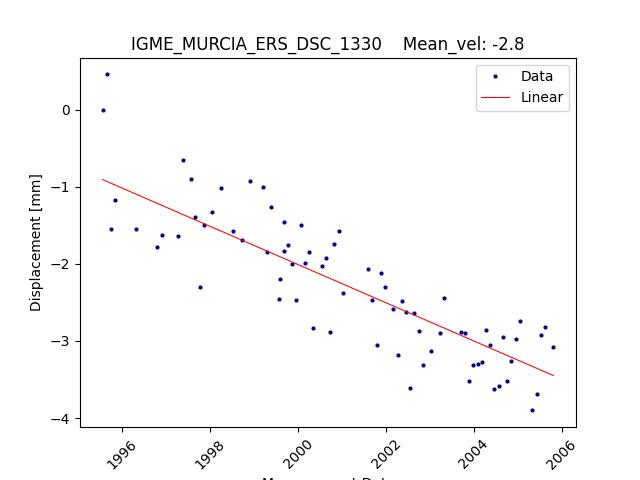 IGME_MURCIA_ERS_DSC_1330    Mean_vel: -2.8
Data
Linear
Displacement [mm]
0
−1
−2
−3
−4
1996
1998
2000
2002
2004
2006